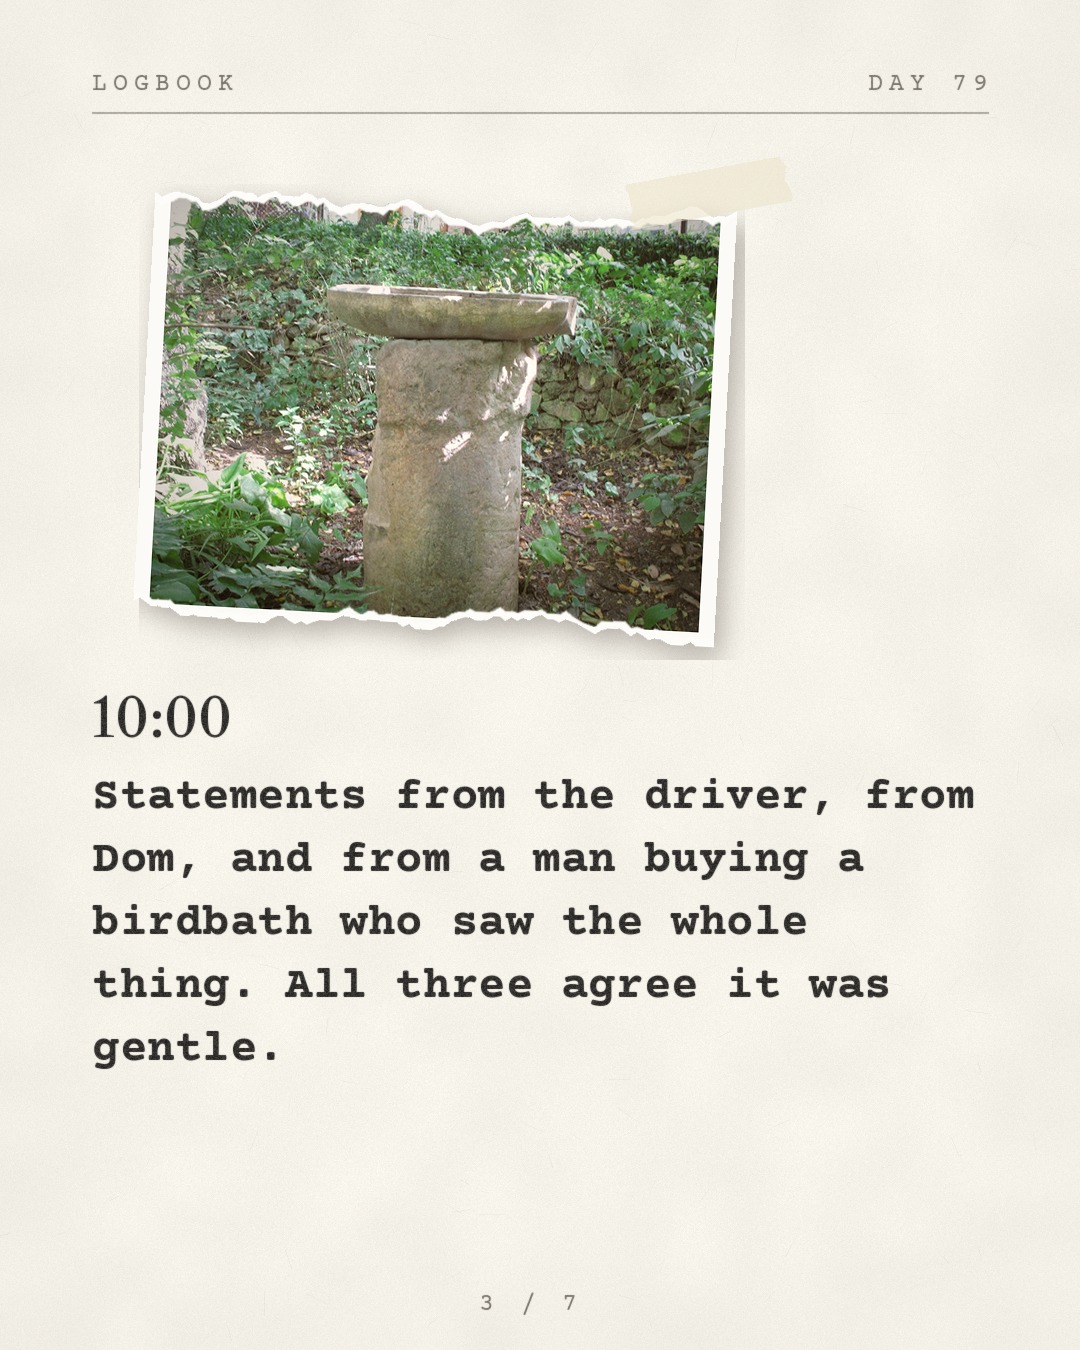 LOGBOOK DAY 79
10:00
Statements from the driver, from
Dom, and from a man buying a
birdbath who saw the whole
thing. All three agree it was
gentle.
3 / 7